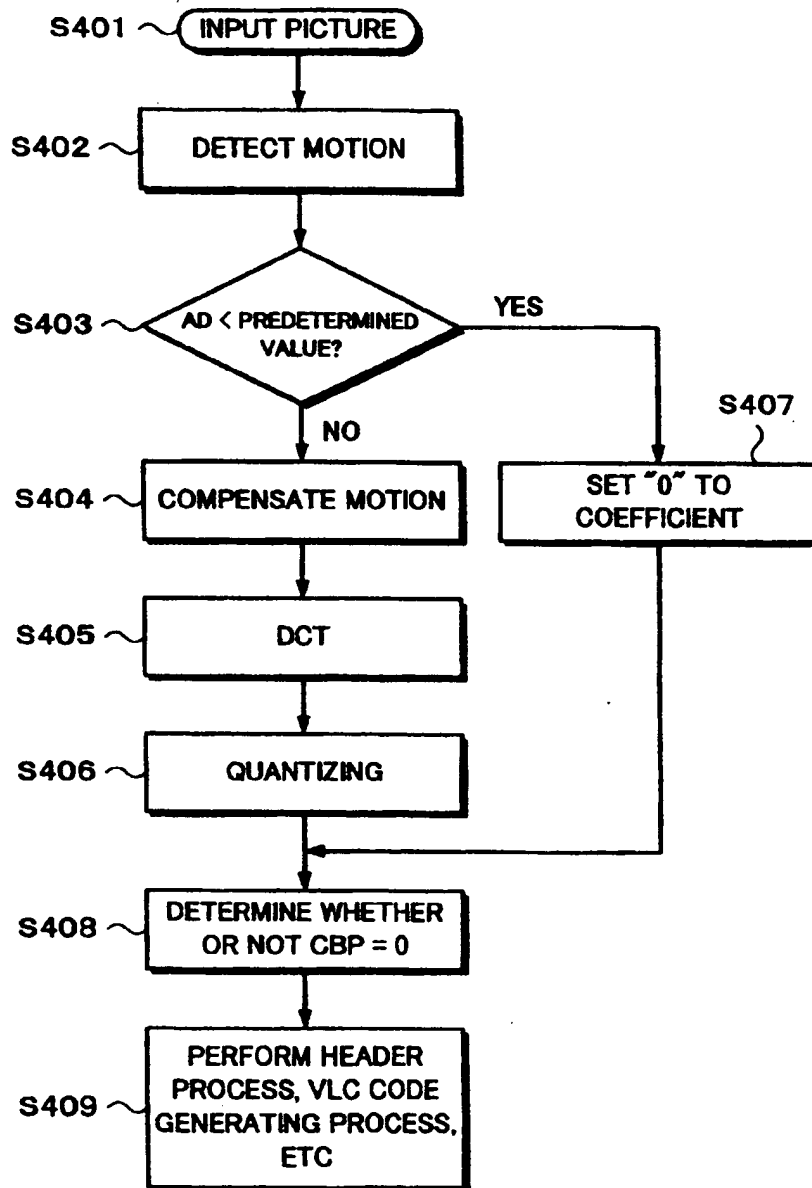 S401
INPUT PICTURE
S402
DETECT MOTION
S403
AD < PREDETERMINED
VALUE?
YES
NO
S407
SET "0" TO
COEFFICIENT
S404
COMPENSATE MOTION
S405
DCT
S406
QUANTIZING
S408
DETERMINE WHETHER
OR NOT CBP = 0
S409
PERFORM HEADER
PROCESS, VLC CODE
GENERATING PROCESS,
ETC